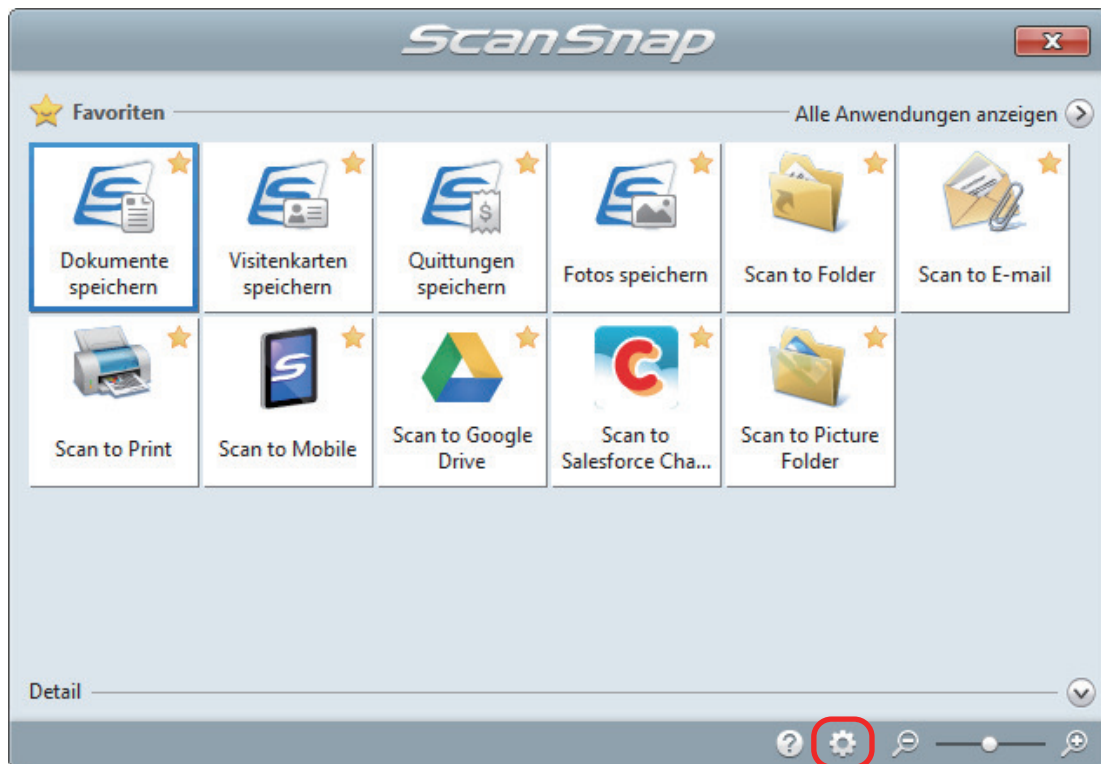 ScanSnap
Favoriten
Alle Anwendungen anzeigen
Dokumente
speichern
Visitenkarten
speichern
Quittungen
speichern
Fotos speichern
Scan to Folder
Scan to E-mail
Scan to Print
Scan to Mobile
Scan to Google
Drive
Scan to
Salesforce Cha...
Scan to Picture
Folder
Detail